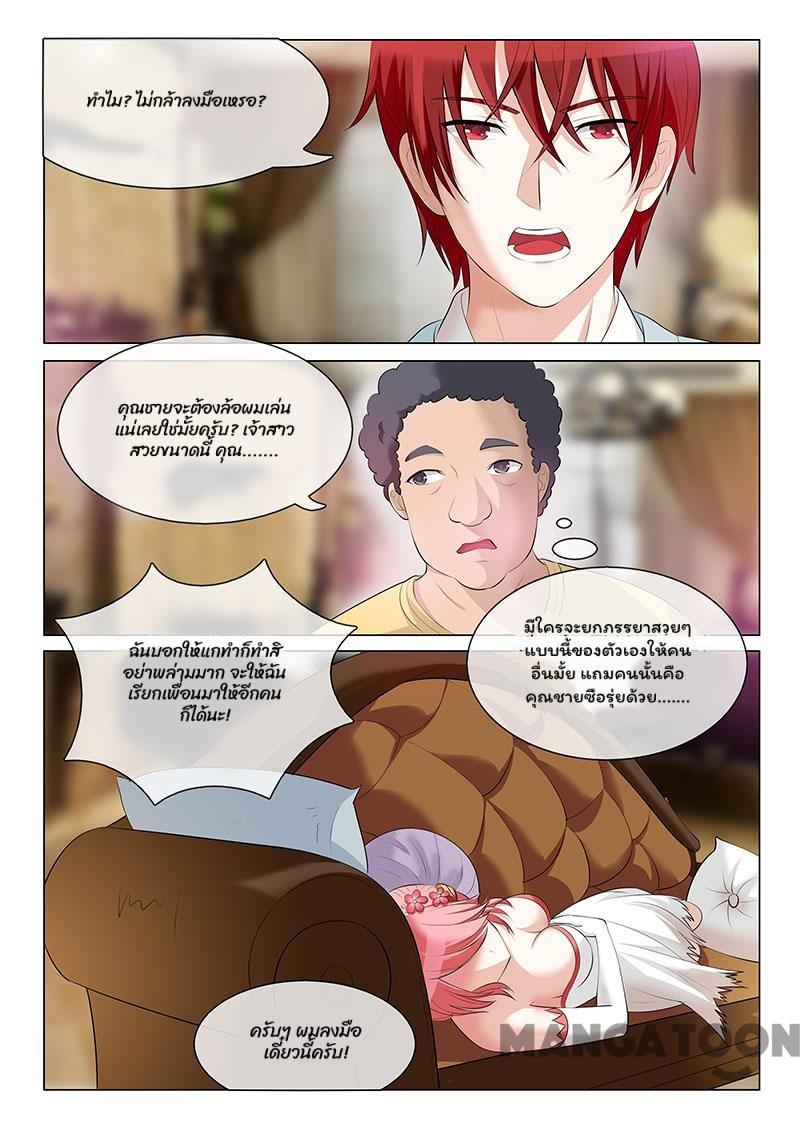 ทำไม? ไม่กล้าลงมือเหรอ?
คุณชายจะต้องล้อผมเล่น
แน่เลยใช่มั้ยครับ? เจ้าสาว
สวยขนาดนี้ คุณ.......
มีใครจะยกภรรยาสวยๆ
แบบนี้ของตัวเองให้คน
อื่นมั้ย แถมคนนั้นคือ
คุณชายซือรุ่ยด้วย.......
ฉันบอกให้แกทำก็ทำสิ
อย่าพล่ามมาก จะให้ฉัน
เรียกเพื่อนมาให้อีกคน
ก็ได้นะ!
ครับๆ ผมลงมือ
เดี๋ยวนี้ครับ!
MANGATOON